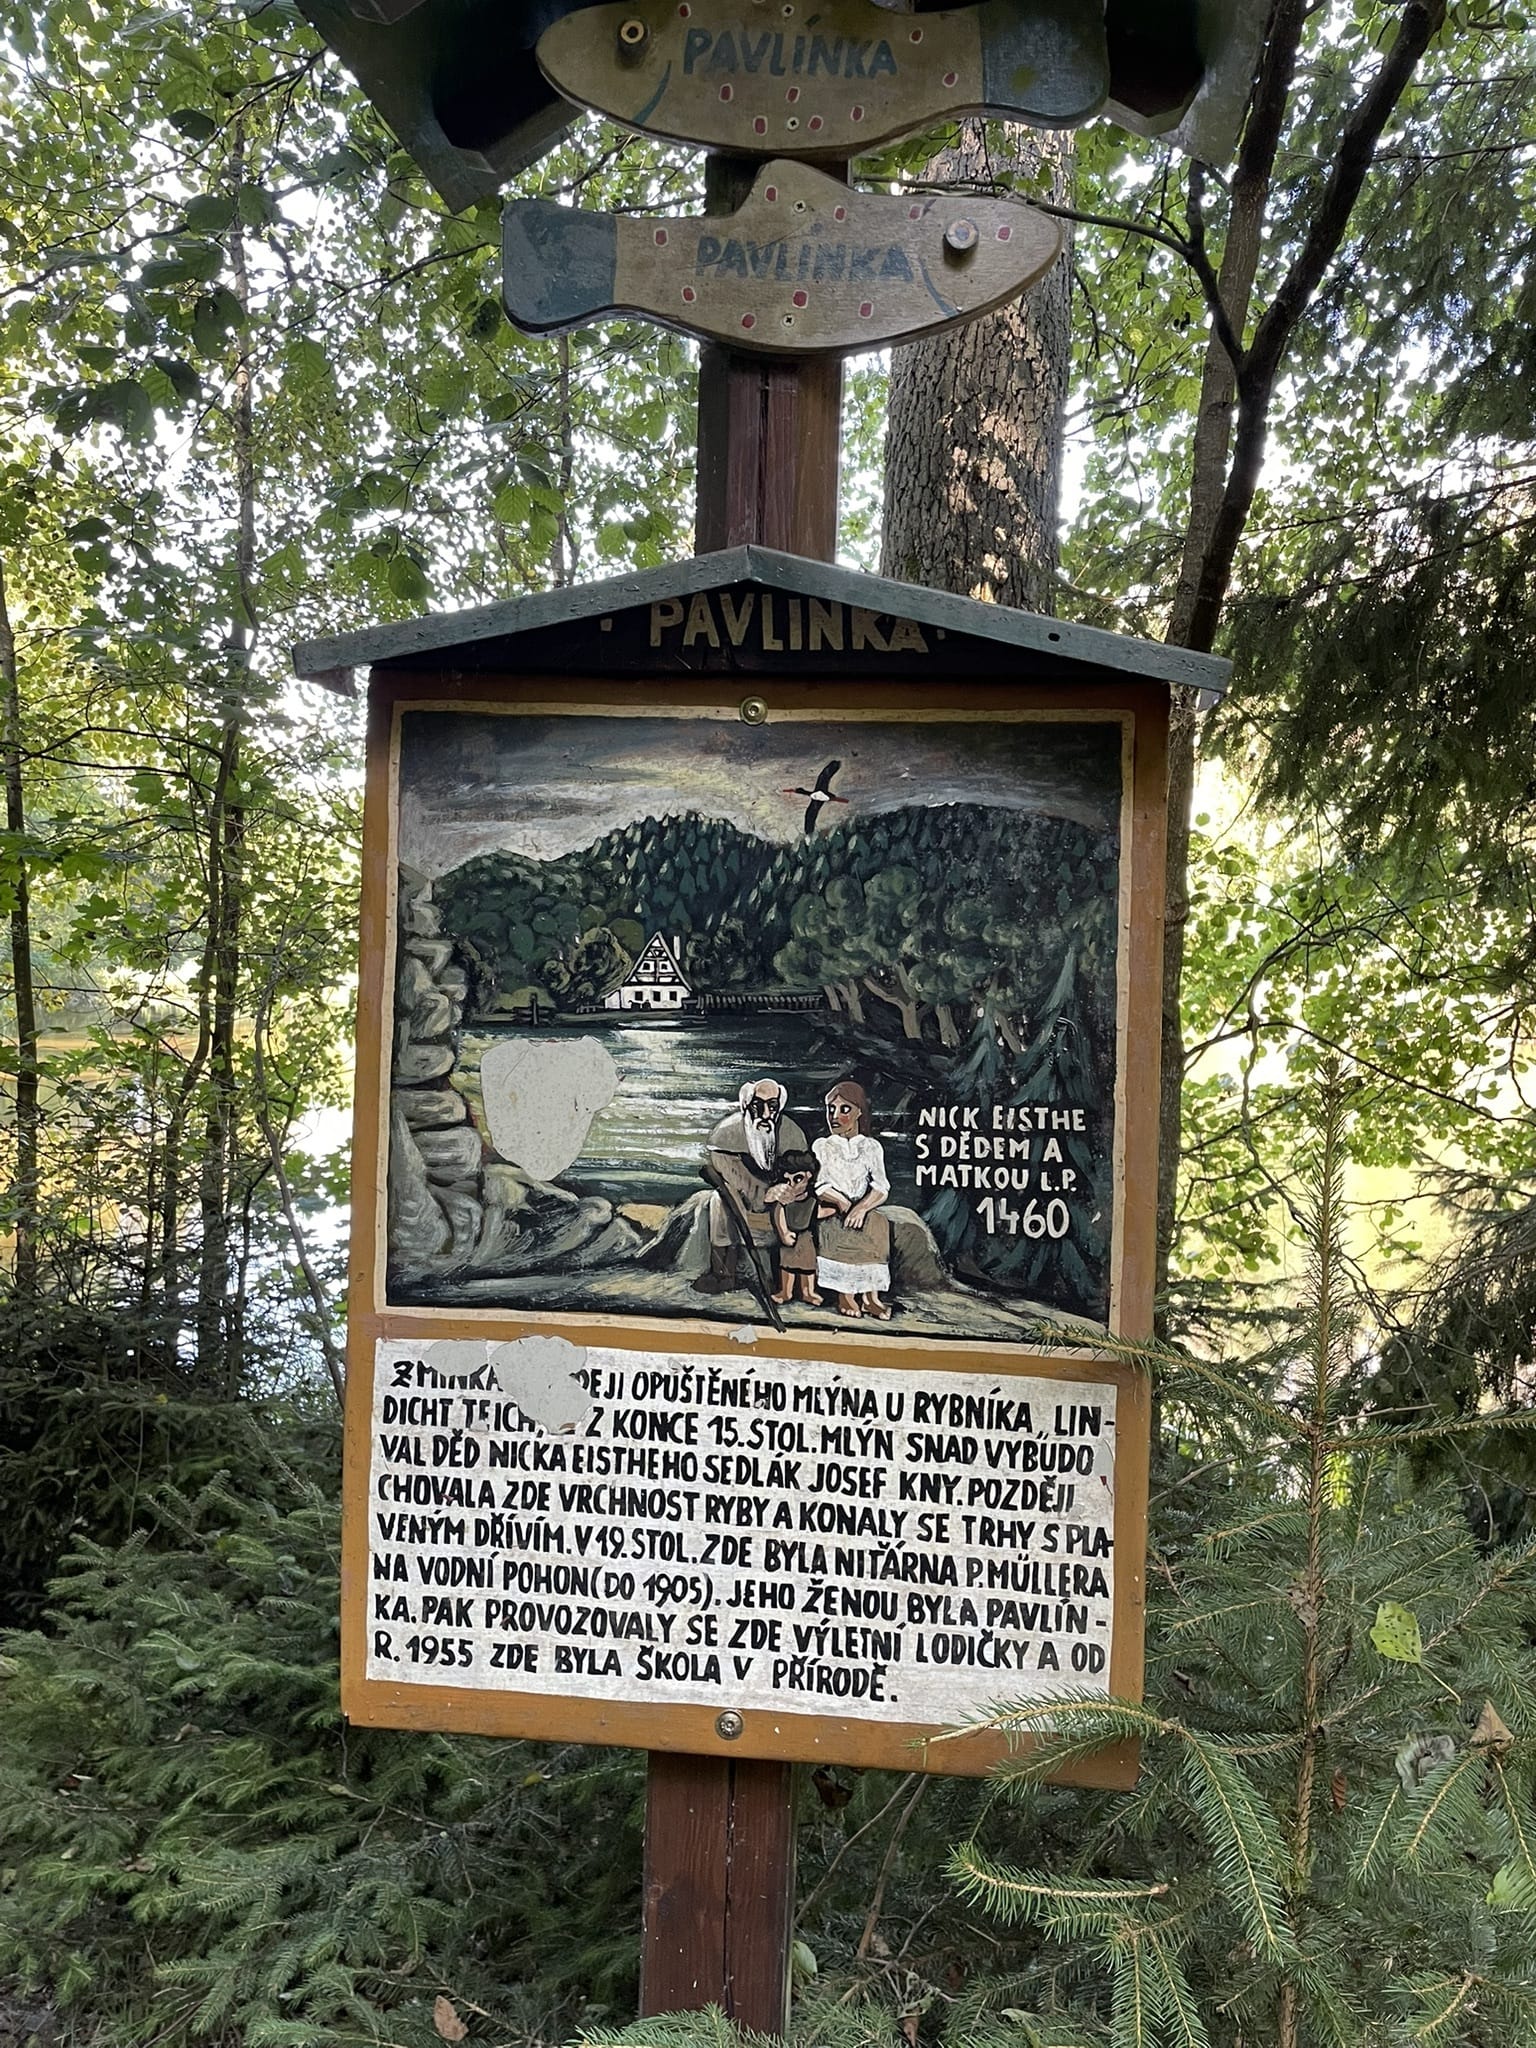 PAVLÍNKA
PAVLÍNKA
PAVLINKA
NICK EISTHE
S DĚDEM A
MATKOU L.P.
1460
ZMINKA DEJI OPUŠTĚNÉHO MLÝNA U RYBNÍKA „LIN-
DICHT TEICH, Z KONCE 15. STOL. MLÝN SNAD VYBUDO
VAL DĚD NICKA EISTHEHO SEDLÁK JOSEF KNY. POZDĚJI
CHOVALA ZDE VRCHNOST RYBY A KONALY SE TRHY S PLA-
VENÝM DŘÍVÍM. V 19. STOL. ZDE BYLA NIŤÁRNA P. MÜLLERA
NA VODNÍ POHON (DO 1905). JEHO ŽENOU BYLA PAVLÍN-
KA. PAK PROVOZOVALY SE ZDE VÝLETNÍ LODIČKY A OD
R. 1955 ZDE BYLA ŠKOLA V PŘÍRODĚ.